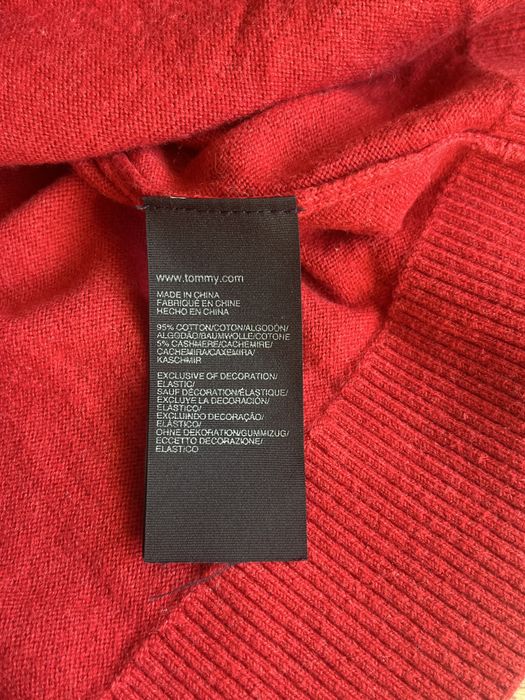 www.tommy.com
MADE IN CHINA
FABRIQUÉ EN CHINE
HECHO EN CHINA
95% COTTON/COTON/ALGODÓN/
ALGODÃO/BAUMWOLLE/COTONE
5% CASHMERE/CACHEMIRE/
CACHEMIRA/CAXEMIRA/
KASCHMIR
EXCLUSIVE OF DECORATION/
ELASTIC/
SAUF DÉCORATION/ÉLASTIQUE/
EXCLUYE LA DECORACIÓN/
ELÁSTICO/
EXCLUINDO DECORAÇÃO/
ELÁSTICO/
OHNE DEKORATION/GUMMIZUG/
ECCETTO DECORAZIONE/
ELASTICO